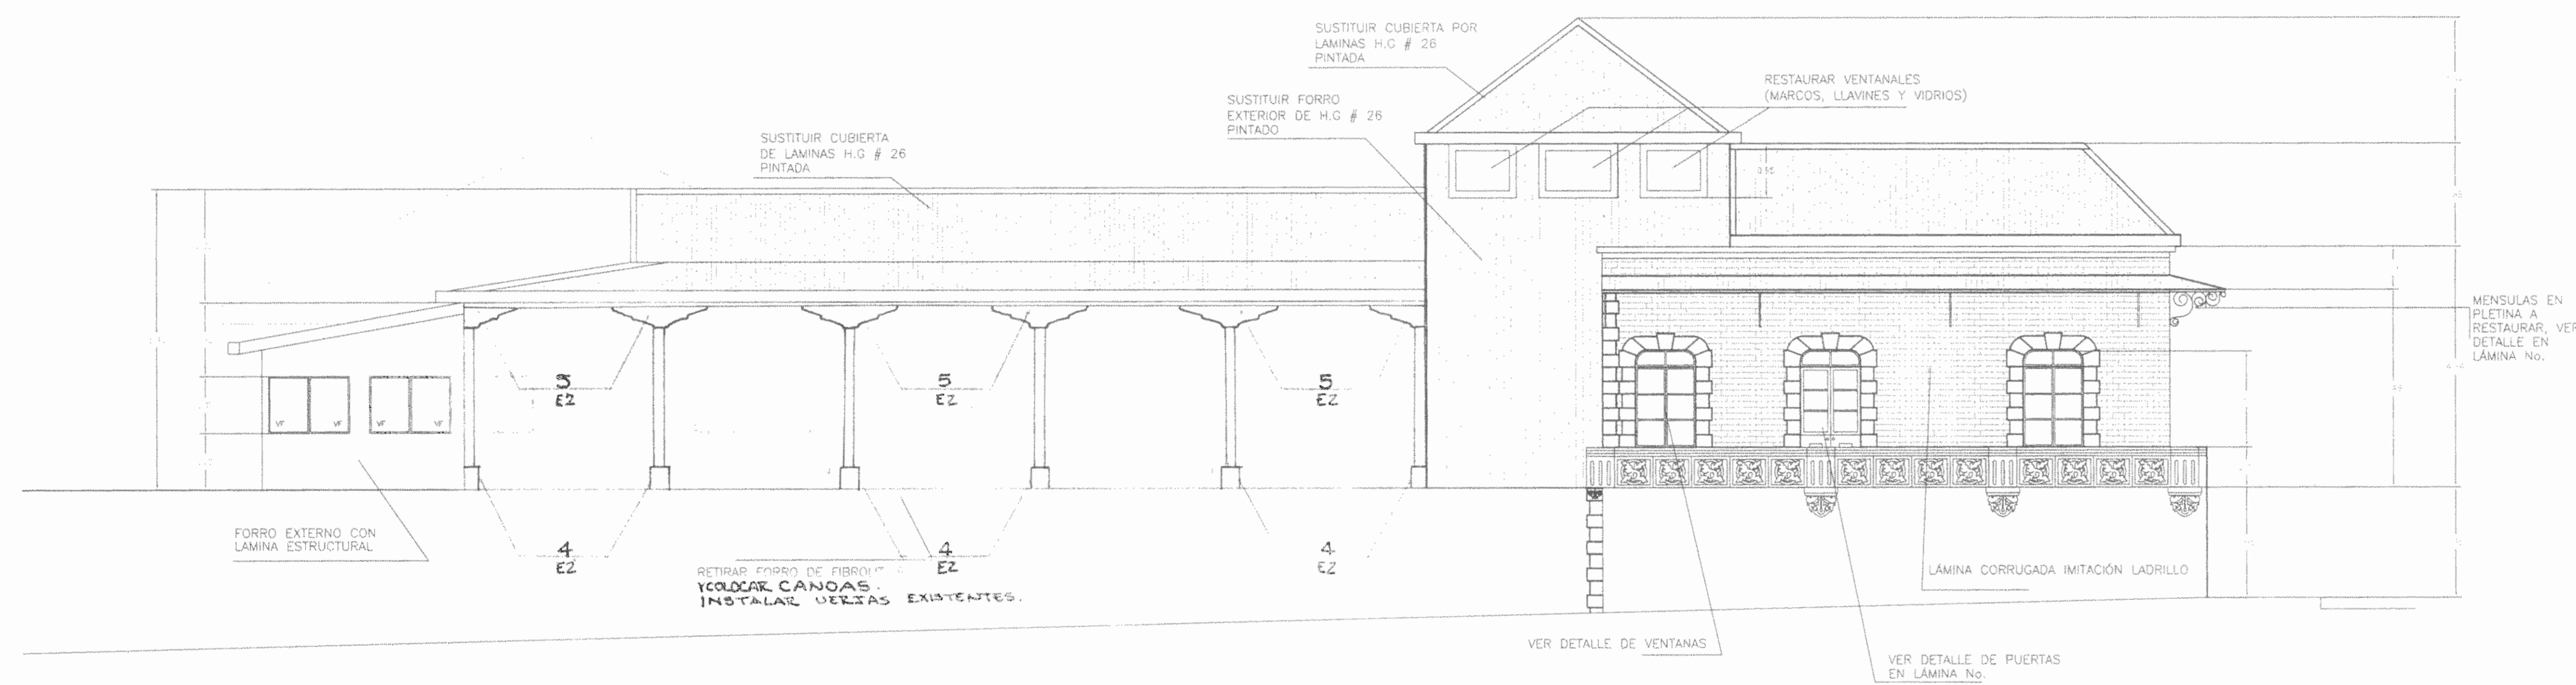 SUSTITUIR CUBIERTA POR
LAMINAS H.G # 26
PINTADA
RESTAURAR VENTANALES
(MARCOS, LLAVINES Y VIDRIOS)
SUSTITUIR FORRO
EXTERIOR DE H.G # 26
PINTADO
SUSTITUIR CUBIERTA
DE LAMINAS H.G # 26
PINTADA
0.95
MENSULAS EN
PLETINA A
RESTAURAR, VER
DETALLE EN
LÁMINA No.
5
E2
5
E2
5
E2
VF
VF
VF
VF
FORRO EXTERNO CON
LAMINA ESTRUCTURAL
4
E2
4
E2
4
E2
RETIRAR FORRO DE FIBROLIT
Y COLOCAR CANOAS.
INSTALAR VERJAS EXISTENTES.
LÁMINA CORRUGADA IMITACIÓN LADRILLO
VER DETALLE DE VENTANAS
VER DETALLE DE PUERTAS
EN LÁMINA No.